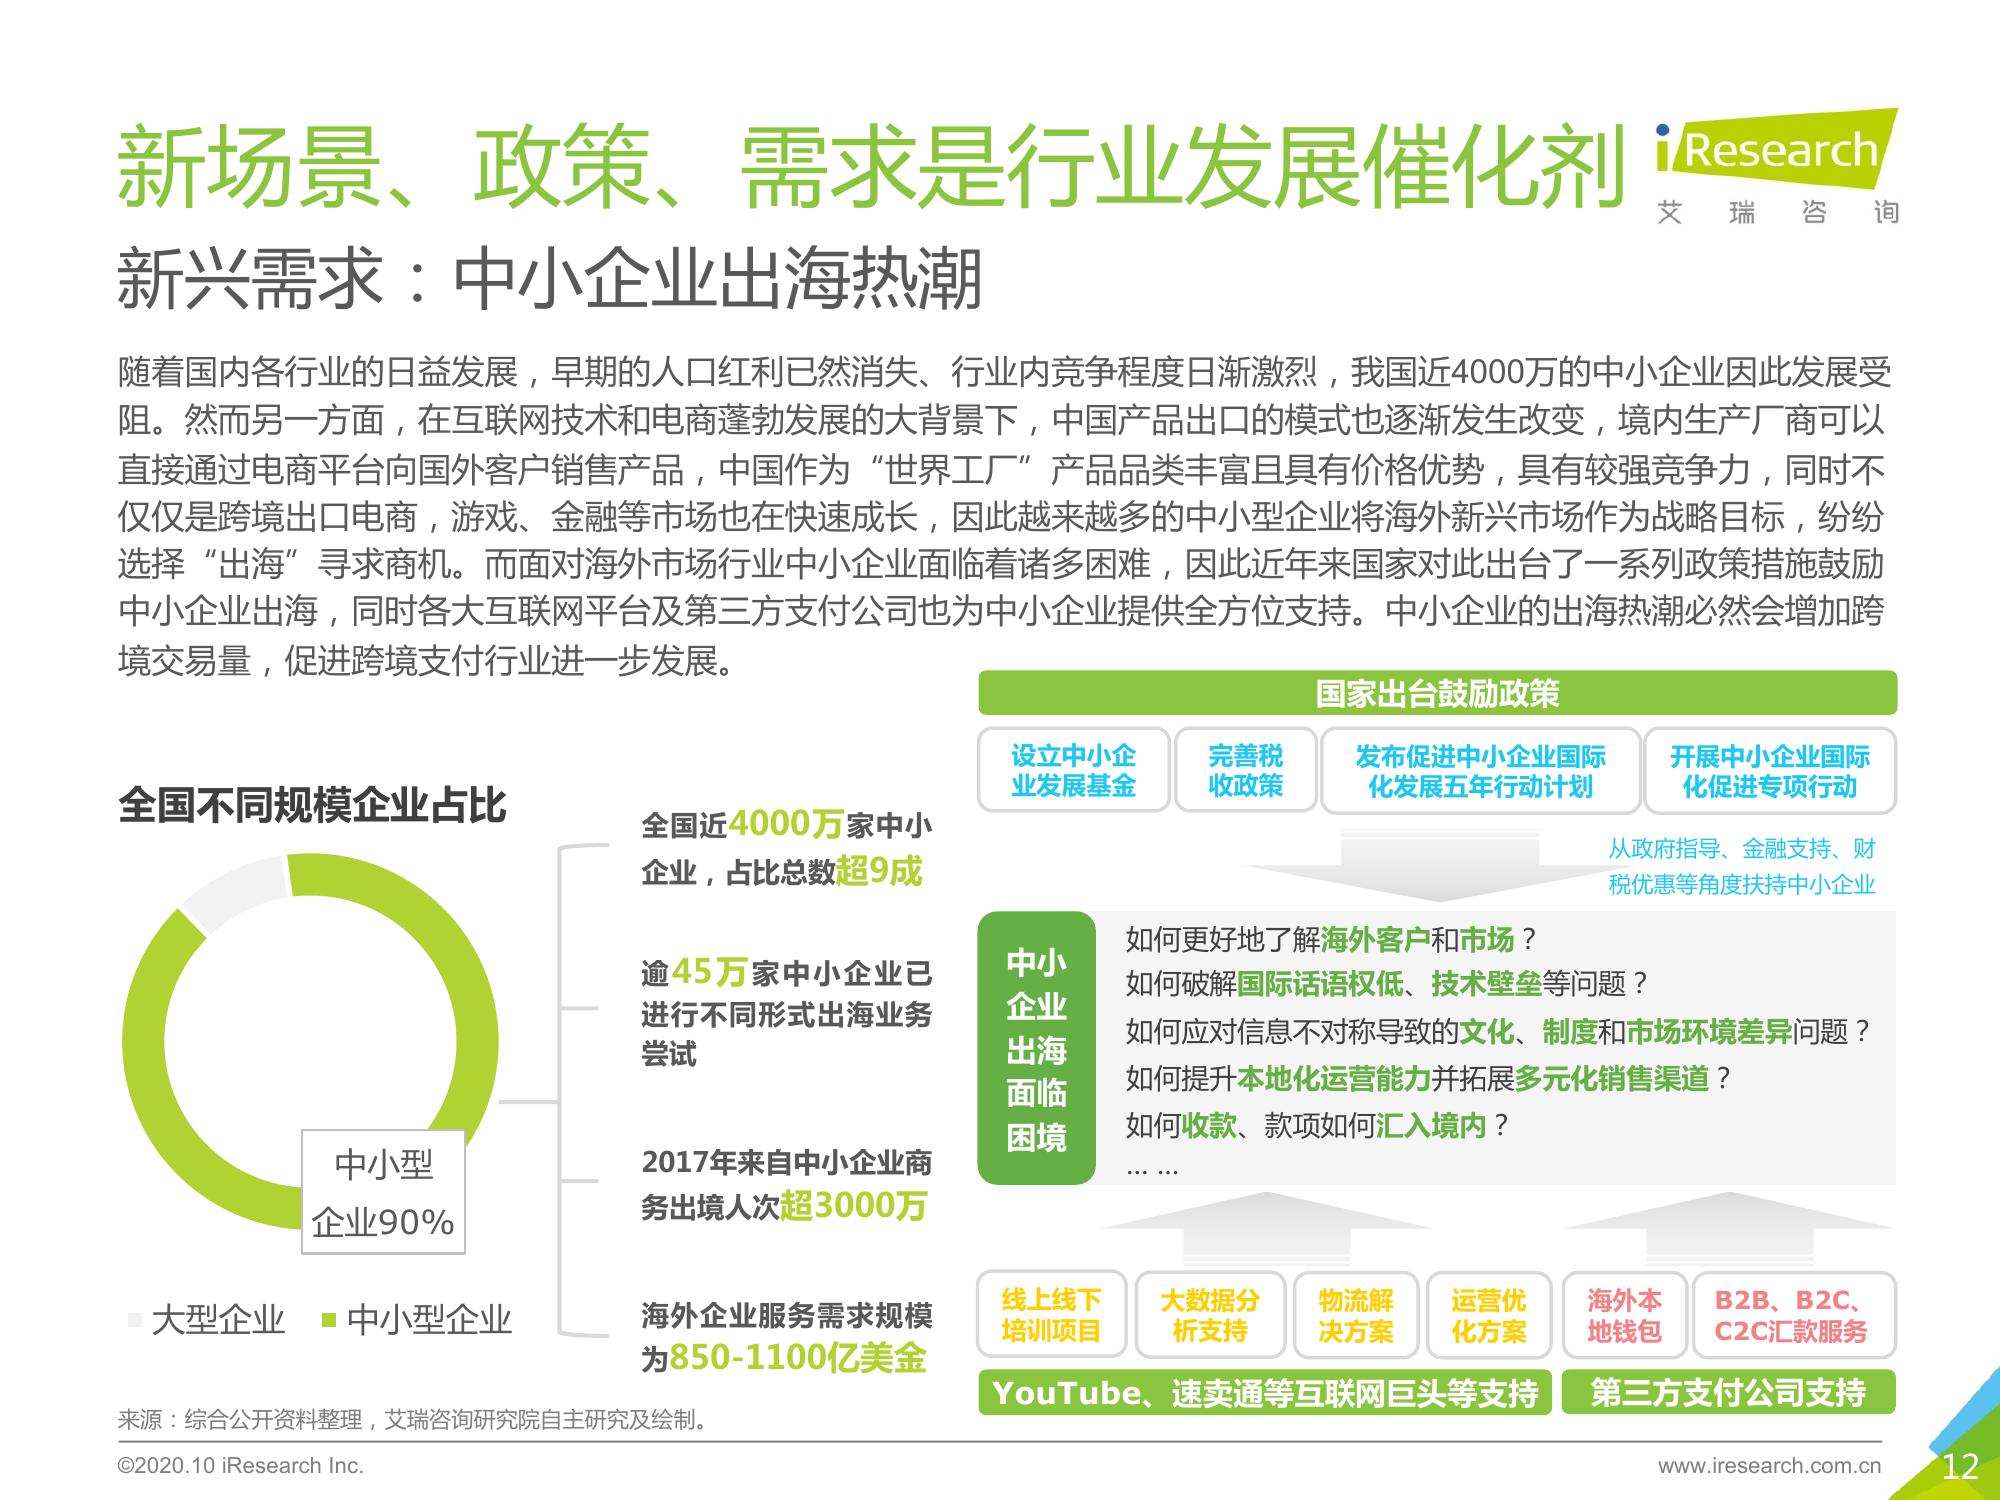 新场景、政策、需求是行业发展催化剂
iResearch
艾瑞咨询
新兴需求：中小企业出海热潮
随着国内各行业的日益发展，早期的人口红利已然消失、行业内竞争程度日渐激烈，我国近4000万的中小企业因此发展受
阻。然而另一方面，在互联网技术和电商蓬勃发展的大背景下，中国产品出口的模式也逐渐发生改变，境内生产厂商可以
直接通过电商平台向国外客户销售产品，中国作为“世界工厂”产品品类丰富且具有价格优势，具有较强竞争力，同时不
仅仅是跨境出口电商，游戏、金融等市场也在快速成长，因此越来越多的中小型企业将海外新兴市场作为战略目标，纷纷
选择“出海”寻求商机。而面对海外市场行业中小企业面临着诸多困难，因此近年来国家对此出台了一系列政策措施鼓励
中小企业出海，同时各大互联网平台及第三方支付公司也为中小企业提供全方位支持。中小企业的出海热潮必然会增加跨
境交易量，促进跨境支付行业进一步发展。
全国不同规模企业占比
中小型
企业90%
大型企业
中小型企业
全国近4000万家中小
企业，占比总数超9成
逾45万家中小企业已
进行不同形式出海业务
尝试
2017年来自中小企业商
务出境人次超3000万
海外企业服务需求规模
为850-1100亿美金
国家出台鼓励政策
设立中小企
业发展基金
完善税
收政策
发布促进中小企业国际
化发展五年行动计划
开展中小企业国际
化促进专项行动
从政府指导、金融支持、财
税优惠等角度扶持中小企业
中小
企业
出海
面临
困境
如何更好地了解海外客户和市场？
如何破解国际话语权低、技术壁垒等问题？
如何应对信息不对称导致的文化、制度和市场环境差异问题？
如何提升本地化运营能力并拓展多元化销售渠道？
如何收款、款项如何汇入境内？
... ...
线上线下
培训项目
大数据分
析支持
物流解
决方案
运营优
化方案
海外本
地钱包
B2B、B2C、
C2C汇款服务
YouTube、速卖通等互联网巨头等支持
第三方支付公司支持
来源：综合公开资料整理，艾瑞咨询研究院自主研究及绘制。
©2020.10 iResearch Inc.
www.iresearch.com.cn
12